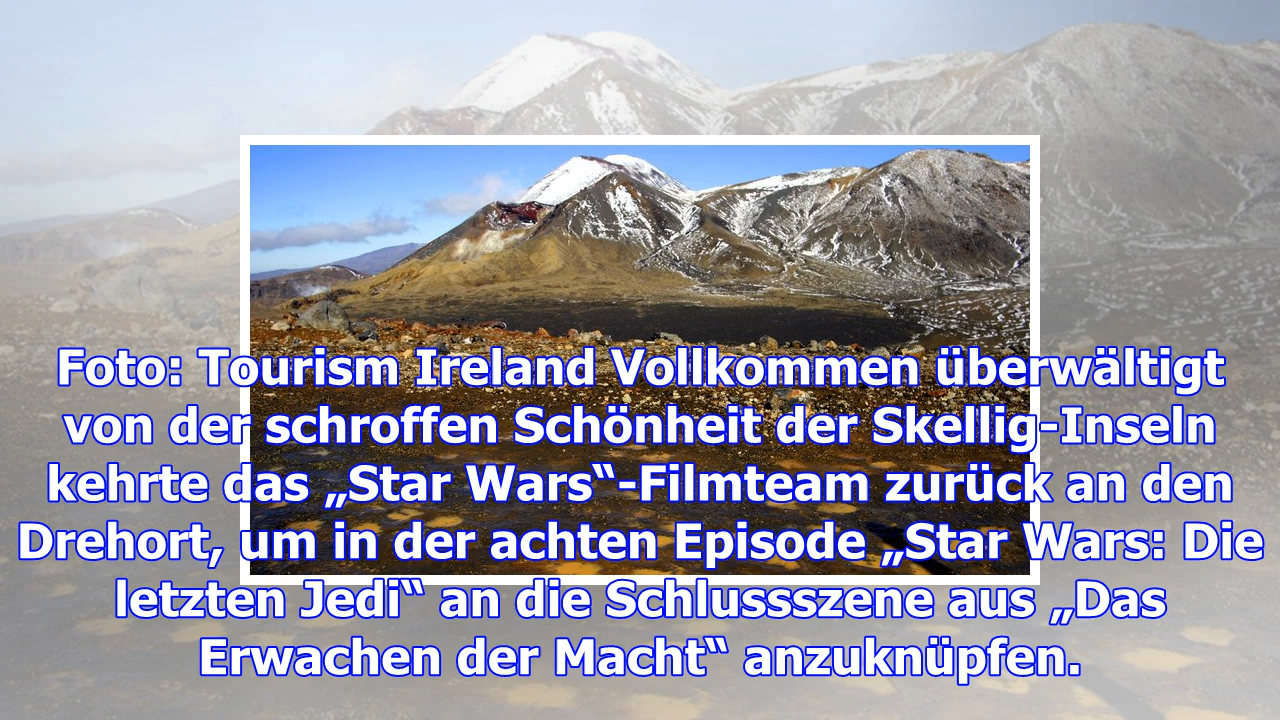 Foto: Tourism Ireland Vollkommen überwältigt
von der schroffen Schönheit der Skellig-Inseln
kehrte das „Star Wars“-Filmteam zurück an den
Drehort, um in der achten Episode „Star Wars: Die
letzten Jedi“ an die Schlussszene aus „Das
Erwachen der Macht“ anzuknüpfen.